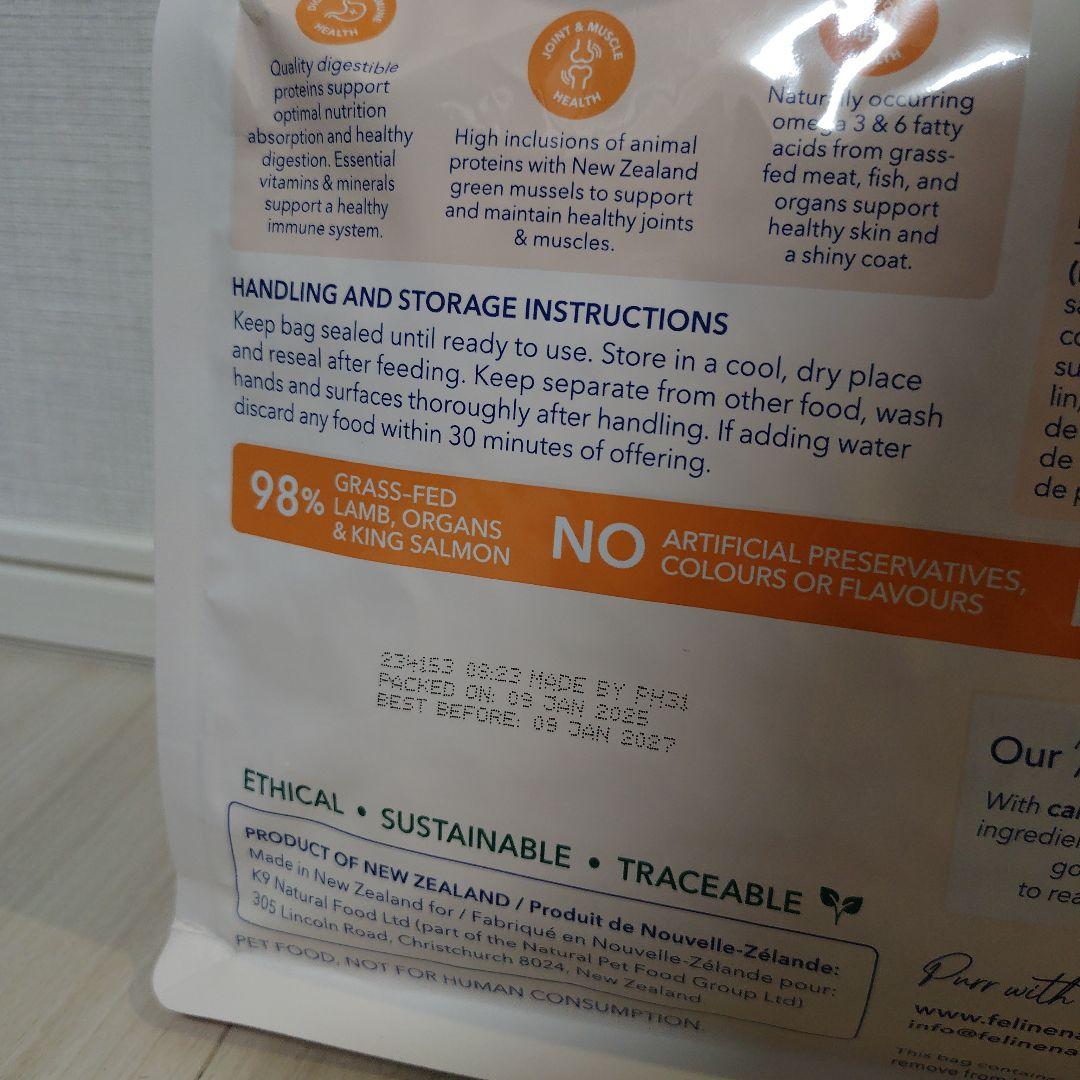 HEALTH
Quality digestible
proteins support
optimal nutrition
absorption and healthy
digestion. Essential
vitamins & minerals
support a healthy
immune system.
JOINT & MUSCLE
HEALTH
High inclusions of animal
proteins with New Zealand
green mussels to support
and maintain healthy joints
& muscles.
Naturally occurring
omega 3 & 6 fatty
acids from grass-
fed meat, fish, and
organs support
healthy skin and
a shiny coat.
HANDLING AND STORAGE INSTRUCTIONS
Keep bag sealed until ready to use. Store in a cool, dry place
and reseal after feeding. Keep separate from other food, wash
hands and surfaces thoroughly after handling. If adding water
discard any food within 30 minutes of offering.
98% GRASS-FED
LAMB, ORGANS
& KING SALMON
NO ARTIFICIAL PRESERVATIVES,
COLOURS OR FLAVOURS
MADE BY
PACKED ON: 09 JAN 2025
BEST BEFORE: 09 JAN 2027
ETHICAL • SUSTAINABLE • TRACEABLE
PRODUCT OF NEW ZEALAND / Produit de Nouvelle-Zélande:
Made in New Zealand for / Fabriqué en Nouvelle-Zélande pour:
K9 Natural Food Ltd (part of the Natural Pet Food Group Ltd)
305 Lincoln Road, Christchurch 8024, New Zealand
PET FOOD, NOT FOR HUMAN CONSUMPTION
Our
With
to
de
de
de
Purr with
www.felinena
info@felinena
This bag
remove from